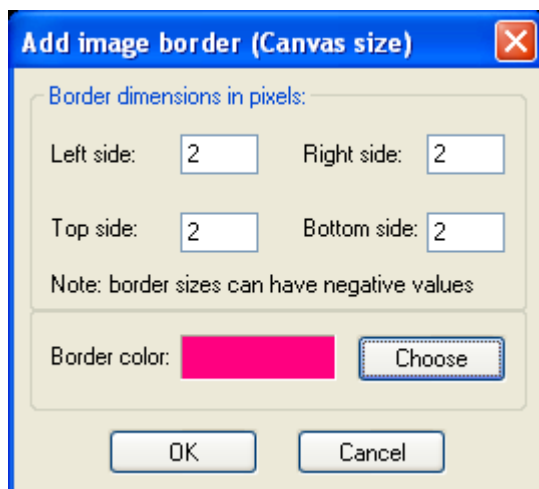 Add image border (Canvas size)
Border dimensions in pixels:
Left side: 2 Right side: 2
Top side: 2 Bottom side: 2
Note: border sizes can have negative values
Border color: Choose
OK Cancel